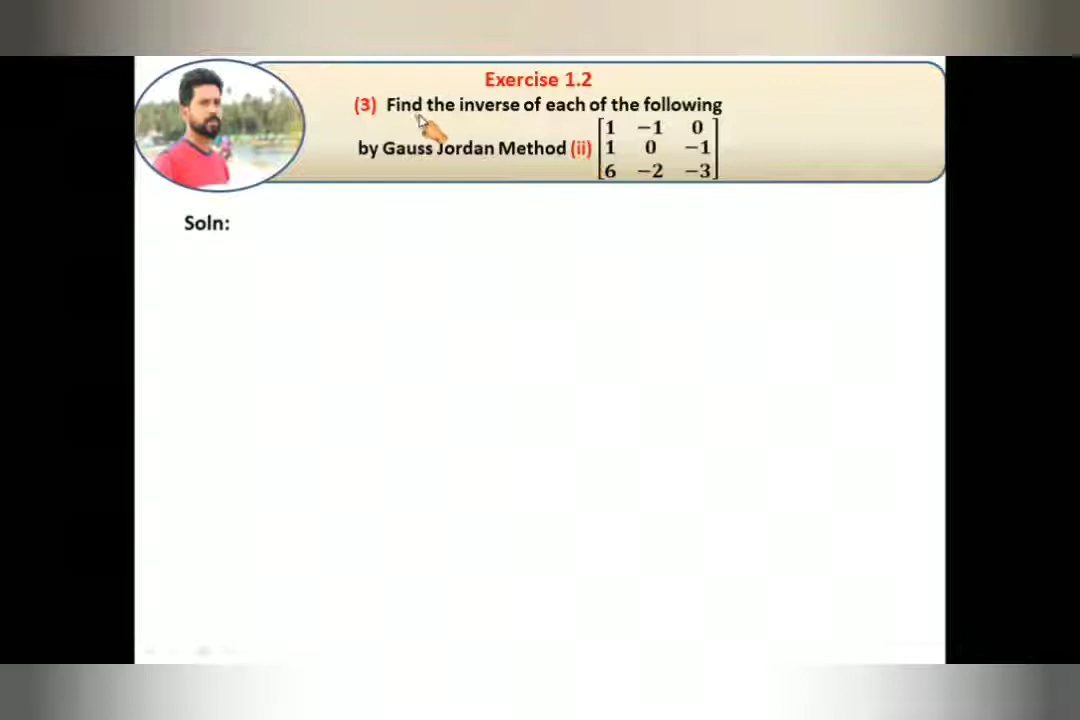 Exercise 1.2
(3) Find the inverse of each of the following
by Gauss Jordan Method (ii) [1 −1 0
1 0 −1
6 −2 −3]
Soln: